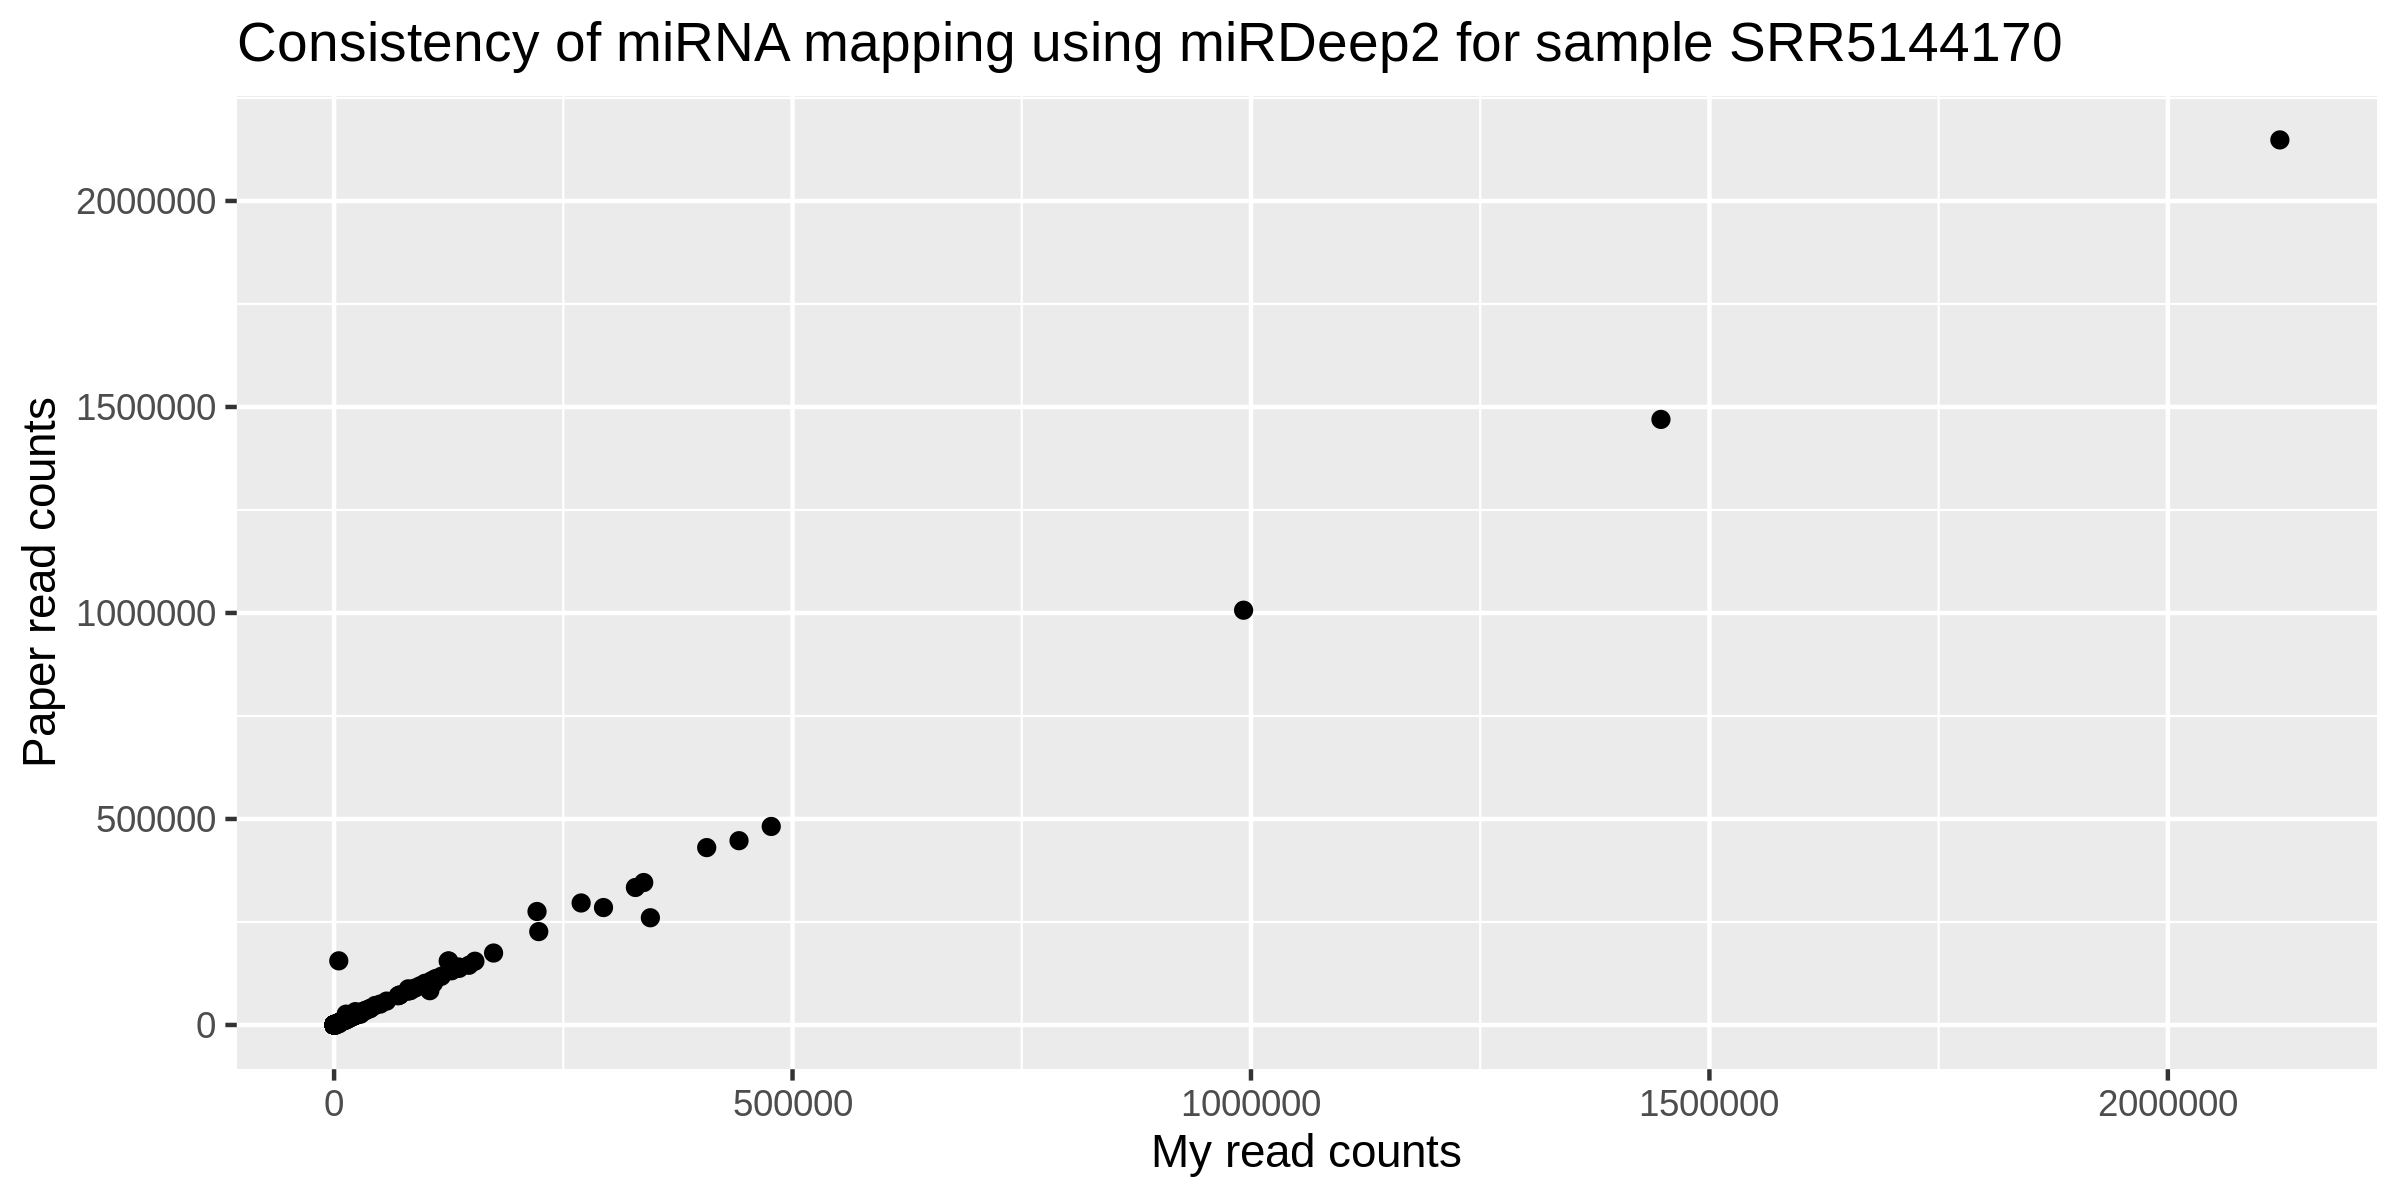 Consistency of miRNA mapping using miRDeep2 for sample SRR5144170
Paper read counts
2000000
1500000
1000000
500000
0
0 500000 1000000 1500000 2000000
My read counts